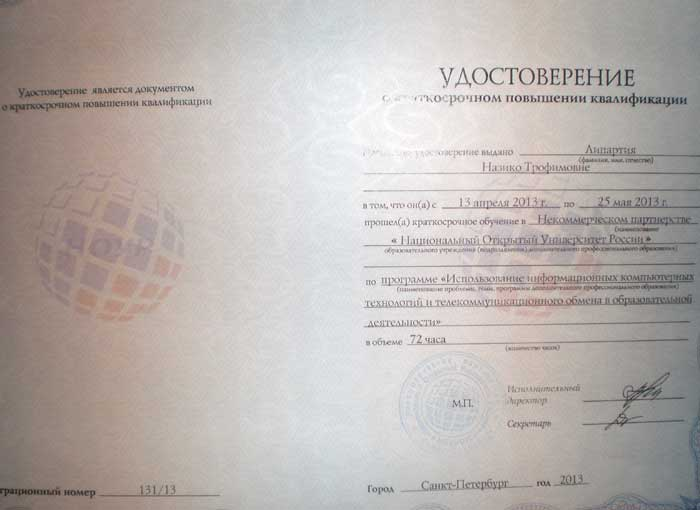 Удостоверение является документом
о краткосрочном повышении квалификации
Регистрационный номер 131/13
УДОСТОВЕРЕНИЕ
о краткосрочном повышении квалификации
удостоверение выдано Липартия
(фамилия, имя, отчество)
Назико Трофимовне
в том, что он(а) с 13 апреля 2013 г. по 25 мая 2013 г.
прошел(а) краткосрочное обучение в Некоммерческом партнерстве
(наименование
« Национальный Открытый Университет России»
образовательного учреждения (подразделения) дополнительного профессионального образования)
по программе «Использование информационных компьютерных
(наименование проблемы, темы, программы дополнительного профессионального образования)
технологий и телекоммуникационного обмена в образовательной
деятельности»
в объеме 72 часа
(количество часов)
М.П.
Исполнительный
директор
Секретарь
Город Санкт-Петербург год 2013